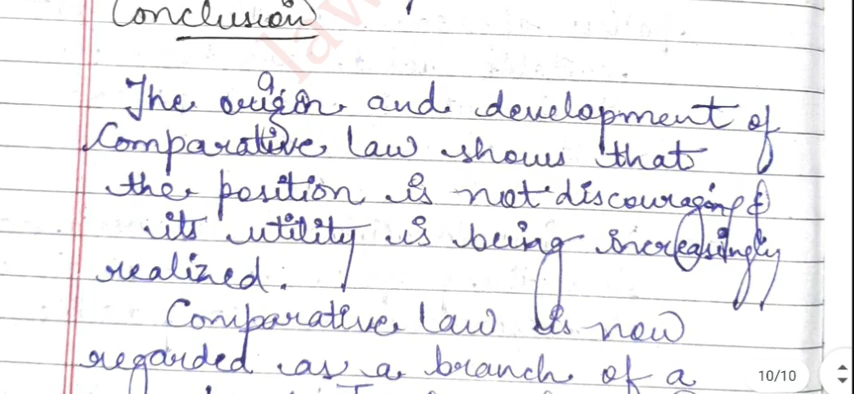 Conclusion
The origin and development of
Comparative law shows that
the position is not discouraging &
its utility is being increasingly
realized.
Comparative law is now
regarded as a branch of a
10/10